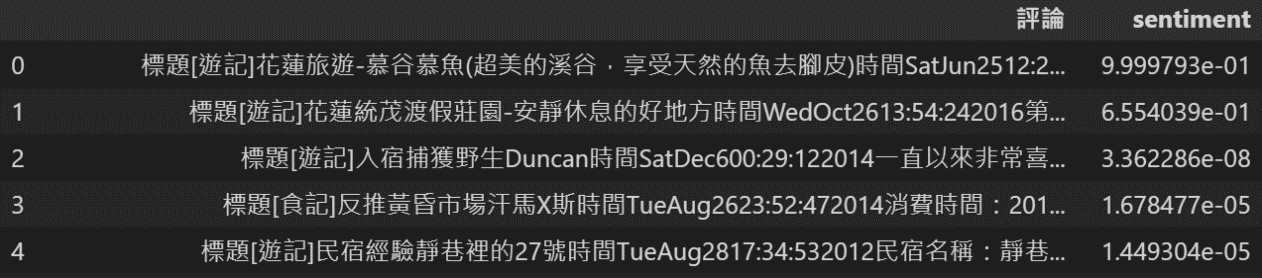 評論 sentiment
0 標題[遊記]花蓮旅遊-慕谷慕魚(超美的溪谷，享受天然的魚去腳皮)時間SatJun2512:2... 9.999793e-01
1 標題[遊記]花蓮統茂渡假莊園-安靜休息的好地方時間WedOct2613:54:242016第... 6.554039e-01
2 標題[遊記]入宿捕獲野生Duncan時間SatDec600:29:122014一直以來非常喜... 3.362286e-08
3 標題[食記]反推黃昏市場汗馬X斯時間TueAug2623:52:472014消費時間：201... 1.678477e-05
4 標題[遊記]民宿經驗靜巷裡的27號時間TueAug2817:34:532012民宿名稱：靜巷... 1.449304e-05